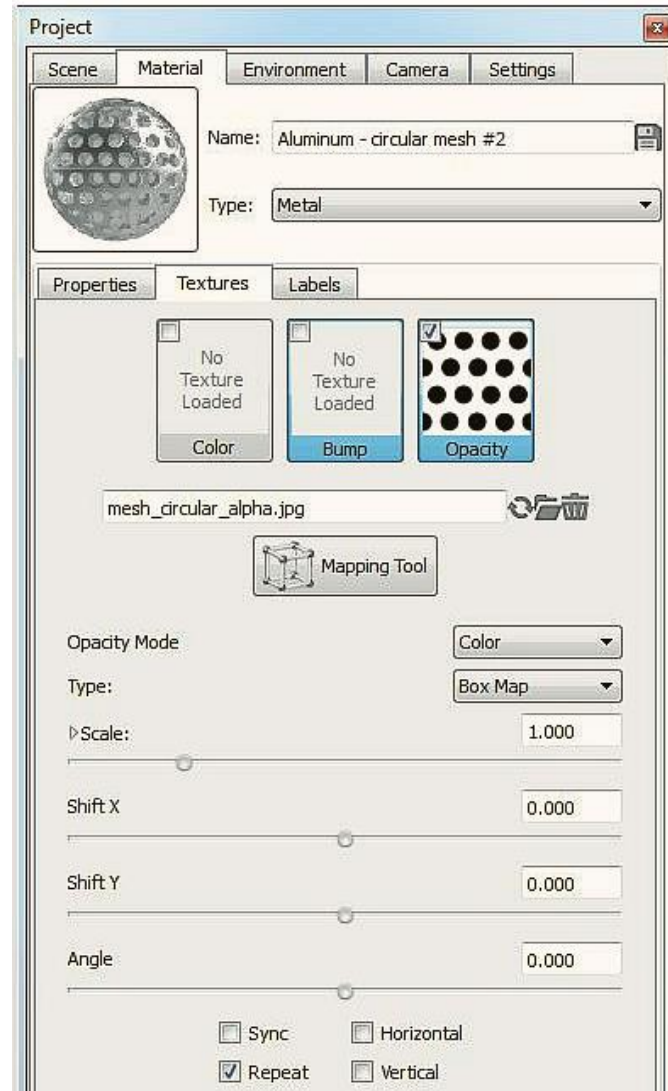 Project
Scene Material Environment Camera Settings
Name: Aluminum - circular mesh #2
Type: Metal
Properties Textures Labels
No Texture Loaded
Color
No Texture Loaded
Bump
Opacity
mesh_circular_alpha.jpg
Mapping Tool
Opacity Mode Color
Type: Box Map
Scale: 1.000
Shift X 0.000
Shift Y 0.000
Angle 0.000
Sync Horizontal
Repeat Vertical